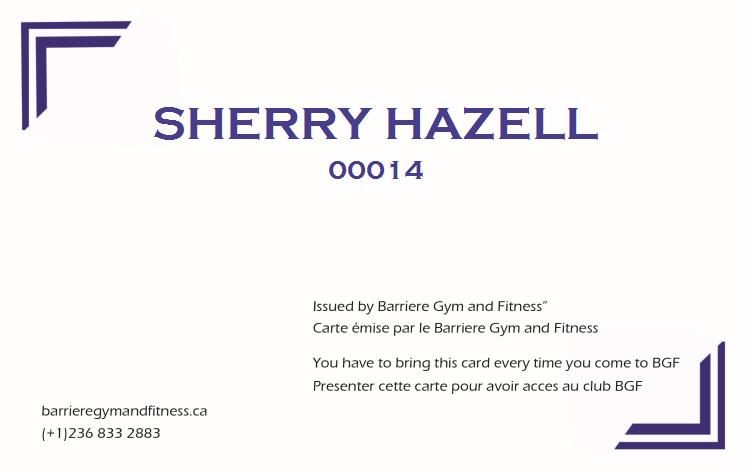 SHERRY HAZELL
00014
Issued by Barriere Gym and Fitness”
Carte émise par le Barriere Gym and Fitness
You have to bring this card every time you come to BGF
Presenter cette carte pour avoir acces au club BGF
barrieregymandfitness.ca
(+1)236 833 2883